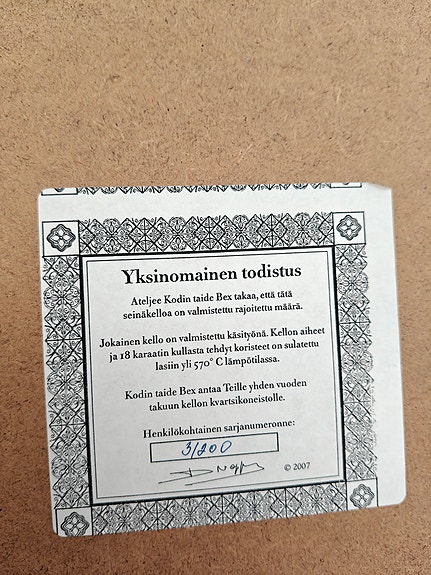 Yksinomainen todistus
Ateljee Kodin taide Bex takaa, että tätä
seinäkelloa on valmistettu rajoitettu määrä.
Jokainen kello on valmistettu käsityönä. Kellon aiheet
ja 18 karaatin kullasta tehdyt koristeet on sulatettu
lasiin yli 570° C lämpötilassa.
Kodin taide Bex antaa Teille yhden vuoden
takuun kellon kvartsikoneistolle.
Henkilökohtainen sarjanumeronne:
3/200
© 2007